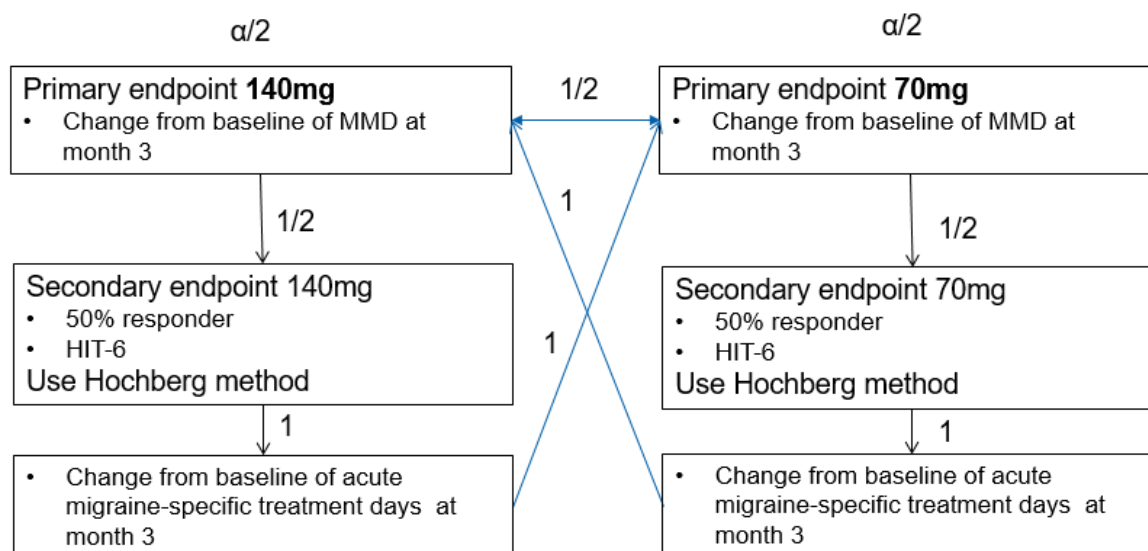 α/2
α/2
Primary endpoint 140mg
• Change from baseline of MMD at
month 3
1/2
Primary endpoint 70mg
• Change from baseline of MMD at
month 3
1/2
1
1/2
Secondary endpoint 140mg
• 50% responder
• HIT-6
Use Hochberg method
1
Secondary endpoint 70mg
• 50% responder
• HIT-6
Use Hochberg method
1
1
• Change from baseline of acute
migraine-specific treatment days at
month 3
• Change from baseline of acute
migraine-specific treatment days at
month 3